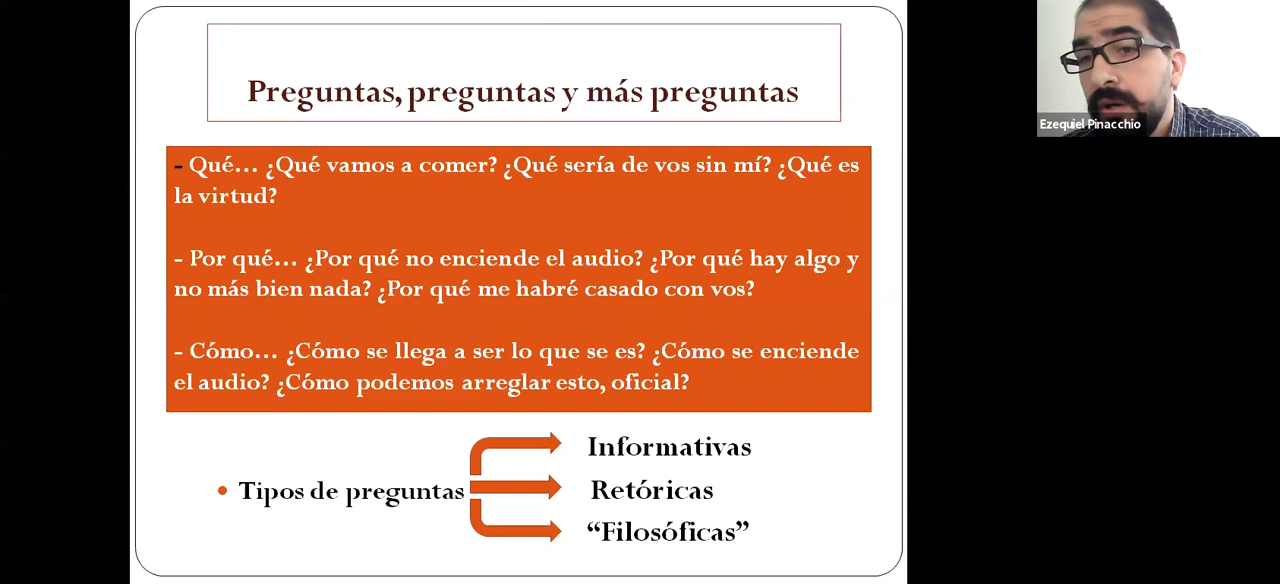 Preguntas, preguntas y más preguntas
- Qué... ¿Qué vamos a comer? ¿Qué sería de vos sin mí? ¿Qué es
la virtud?
- Por qué... ¿Por qué no enciende el audio? ¿Por qué hay algo y
no más bien nada? ¿Por qué me habré casado con vos?
- Cómo... ¿Cómo se llega a ser lo que se es? ¿Cómo se enciende
el audio? ¿Cómo podemos arreglar esto, oficial?
• Tipos de preguntas
Informativas
Retóricas
“Filosóficas”
Ezequiel Pinacchio